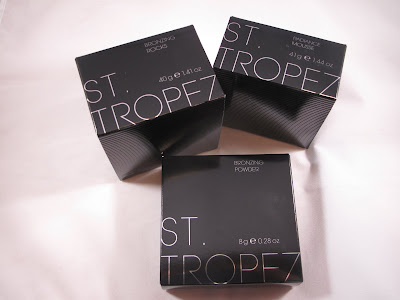 BRONZING
ROCKS
40 g ℮ 1.41 oz
ST.
TROPEZ
RADIANCE
MOUSSE
41 g ℮ 1.44 oz
ST.
TROPEZ
BRONZING
POWDER
8 g ℮ 0.28 oz
ST.
TROPEZ